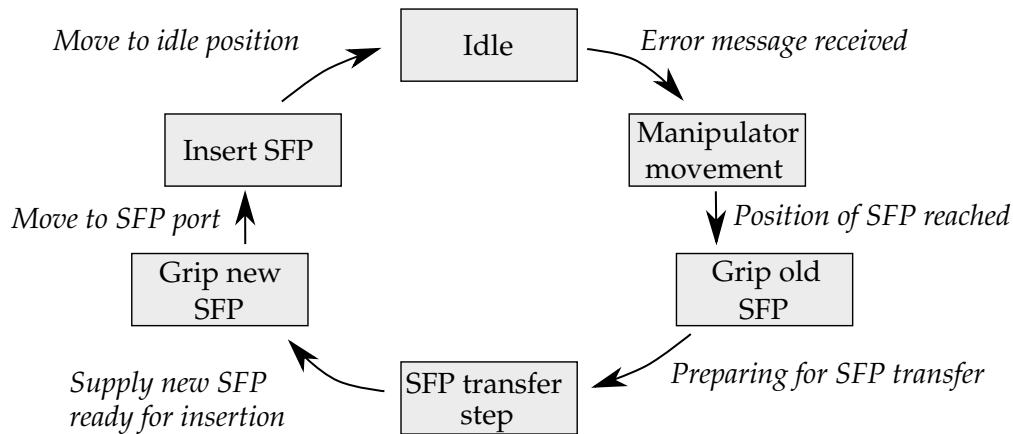 Move to idle position
Idle
Error message received
Insert SFP
Manipulator
movement
Move to SFP port
Position of SFP reached
Grip new
SFP
Grip old
SFP
Supply new SFP
ready for insertion
SFP transfer
step
Preparing for SFP transfer